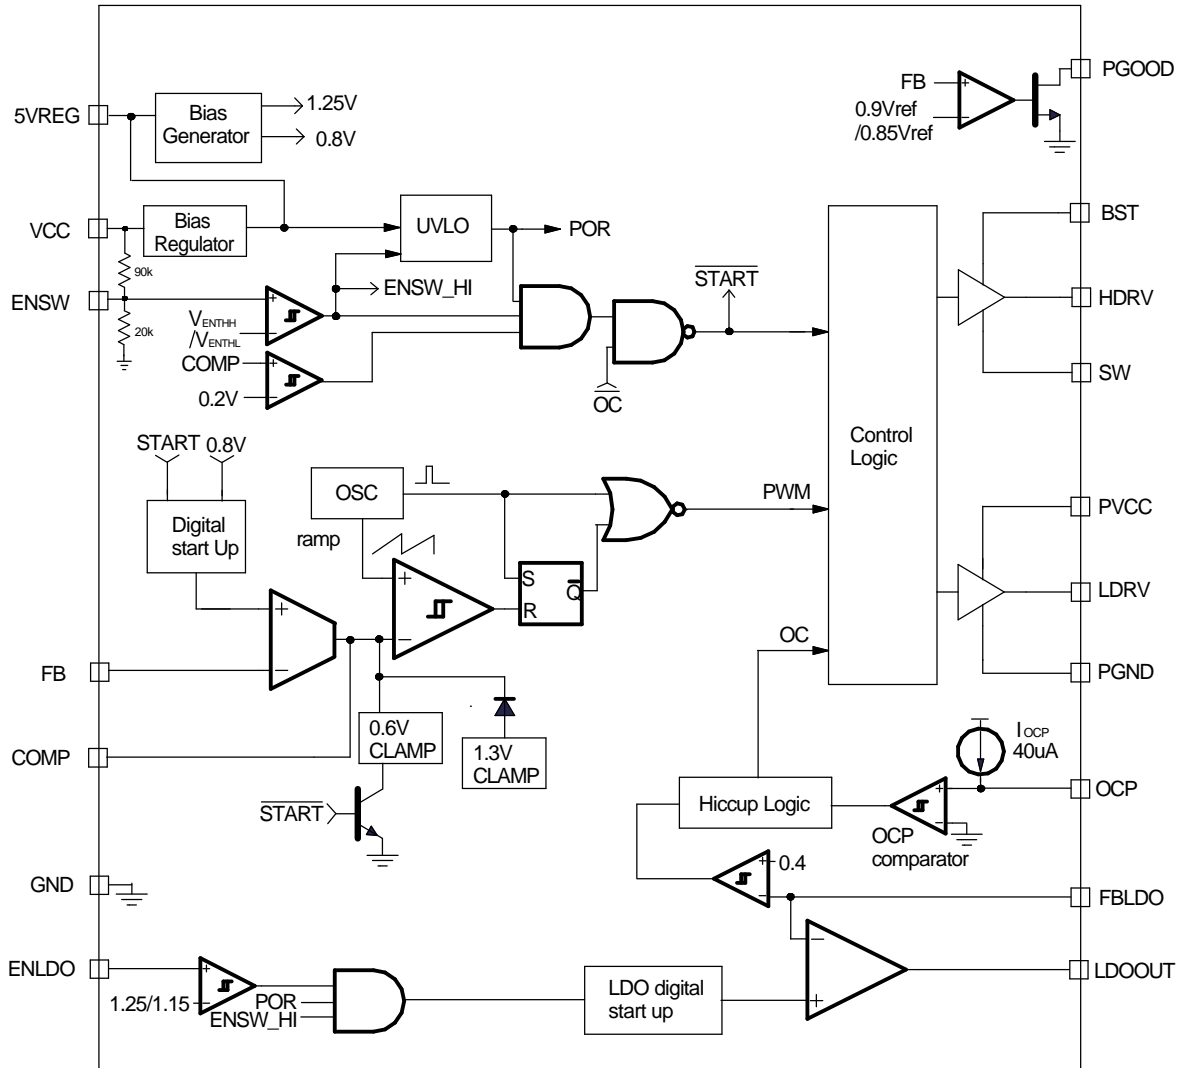 PGOOD
FB
+
0.9Vref
/0.85Vref
−
5VREG
Bias
Generator
1.25V
0.8V
VCC
Bias
Regulator
UVLO
POR
90k
ENSW
20k
ENSW_HI
+
−
VENTHH
/VENTHL
COMP
+
0.2V
−
START
OC
BST
HDRV
SW
Control
Logic
START
0.8V
Digital
start Up
OSC
ramp
PWM
+
−
S
R
Q
+
−
FB
COMP
0.6V
CLAMP
1.3V
CLAMP
START
PVCC
LDRV
PGND
OC
IOCP
40uA
OCP
+
−
OCP
comparator
Hiccup Logic
+
0.4
−
FBLDO
GND
ENLDO
+
1.25/1.15
−
POR
ENSW_HI
LDO digital
start up
−
+
LDOOUT